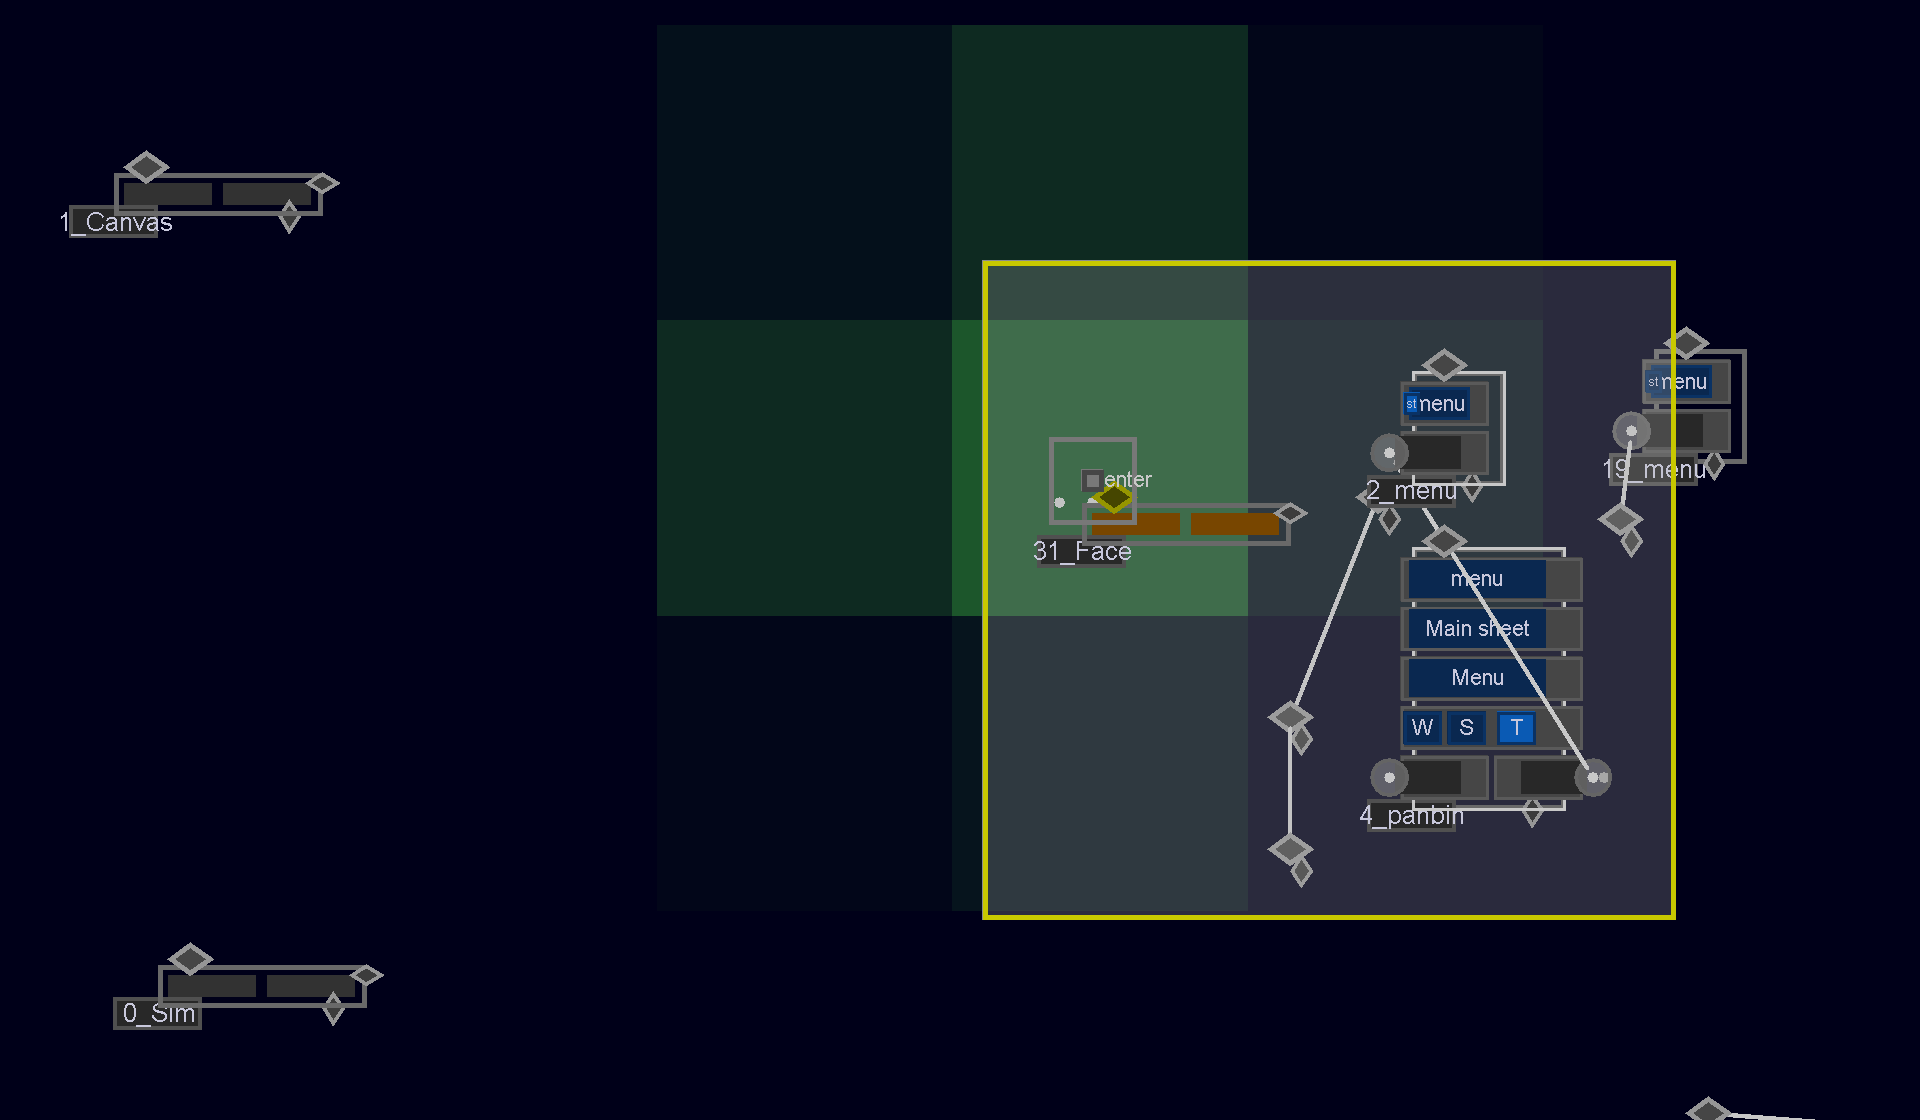 1_Canvas
st menu
st menu
19_menu
enter
2_menu
31_Face
menu
Main sheet
Menu
W S T
4_panbin
0_Sim